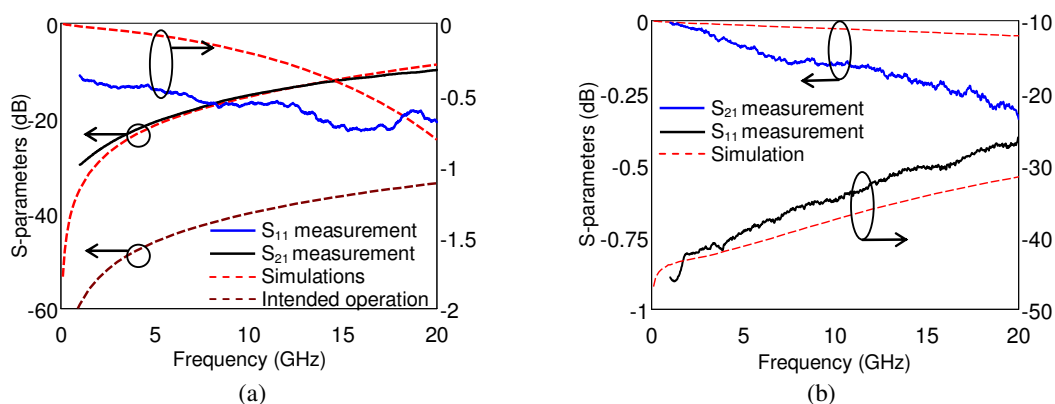 0
-20
-40
-60
S-parameters (dB)
0
-0.5
-1
-1.5
-2
S11 measurement
S21 measurement
Simulations
Intended operation
0 5 10 15 20
Frequency (GHz)
(a)
0
-0.25
-0.5
-0.75
-1
S-parameters (dB)
-10
-20
-30
-40
-50
S21 measurement
S11 measurement
Simulation
0 5 10 15 20
Frequency (GHz)
(b)